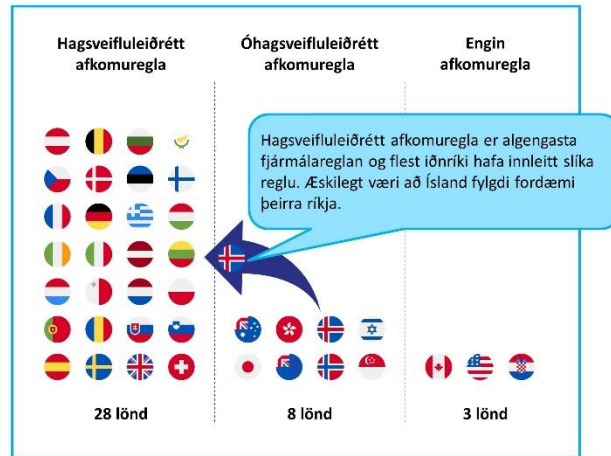 Hagsveifluleiðrétt
afkomuregla
Óhagsveifluleiðrétt
afkomuregla
Engin
afkomuregla
Hagsveifluleiðrétt afkomuregla er algengasta
fjármálareglan og flest iðnríki hafa innleitt slíka
reglu. Æskilegt væri að Ísland fylgdi fordæmi
þeirra ríkja.
28 lönd
8 lönd
3 lönd